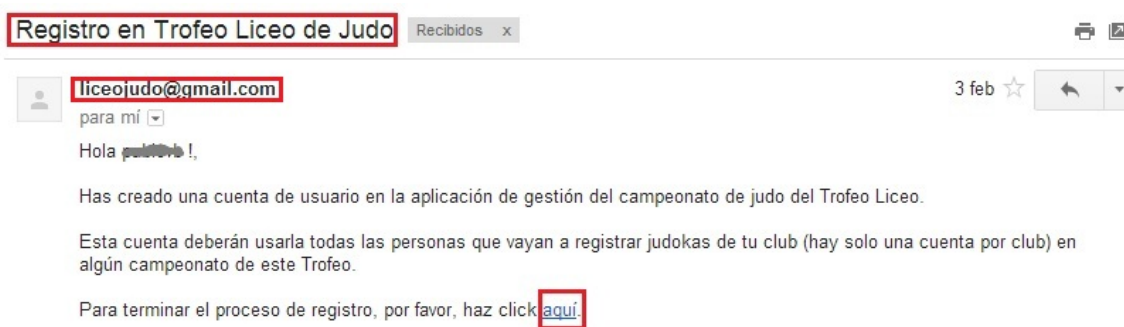 Registro en Trofeo Liceo de Judo Recibidos x
liceojudo@gmail.com 3 feb
para mí
Hola !,
Has creado una cuenta de usuario en la aplicación de gestión del campeonato de judo del Trofeo Liceo.
Esta cuenta deberán usarla todas las personas que vayan a registrar judokas de tu club (hay solo una cuenta por club) en
algún campeonato de este Trofeo.
Para terminar el proceso de registro, por favor, haz click aquí.